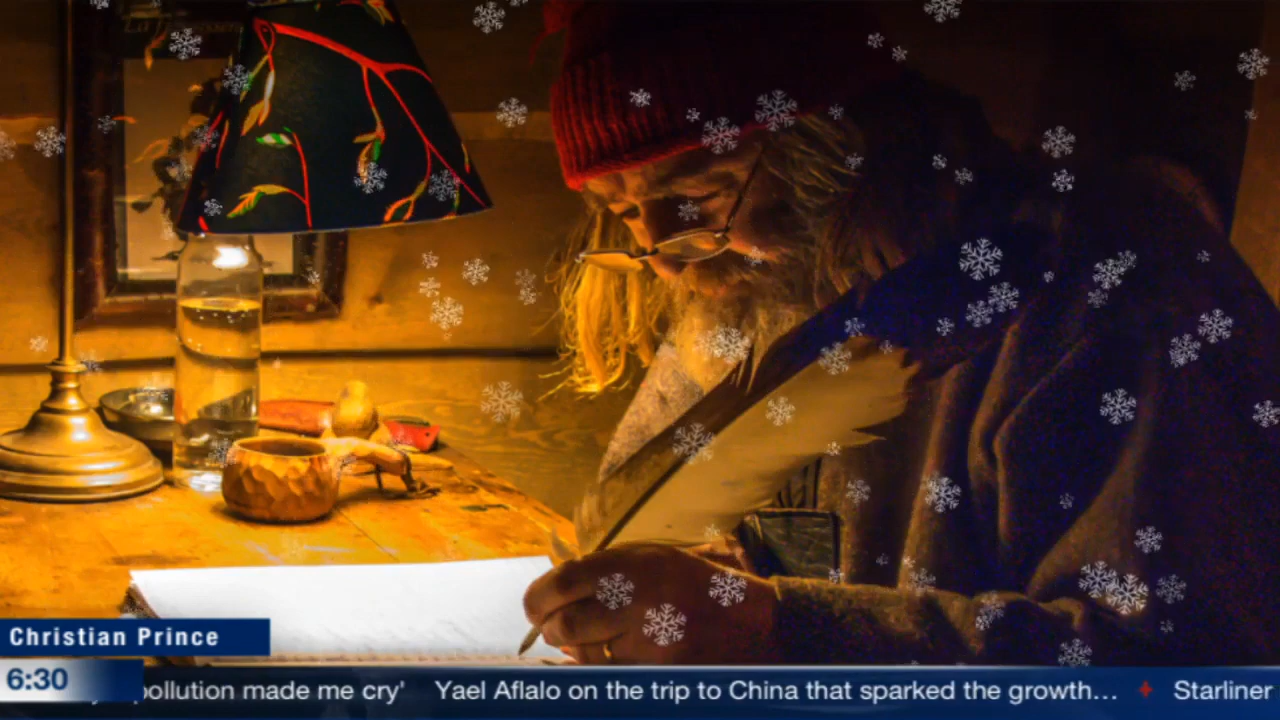 Christian Prince
6:30
pollution made me cry' Yael Aflalo on the trip to China that sparked the growth... + Starliner